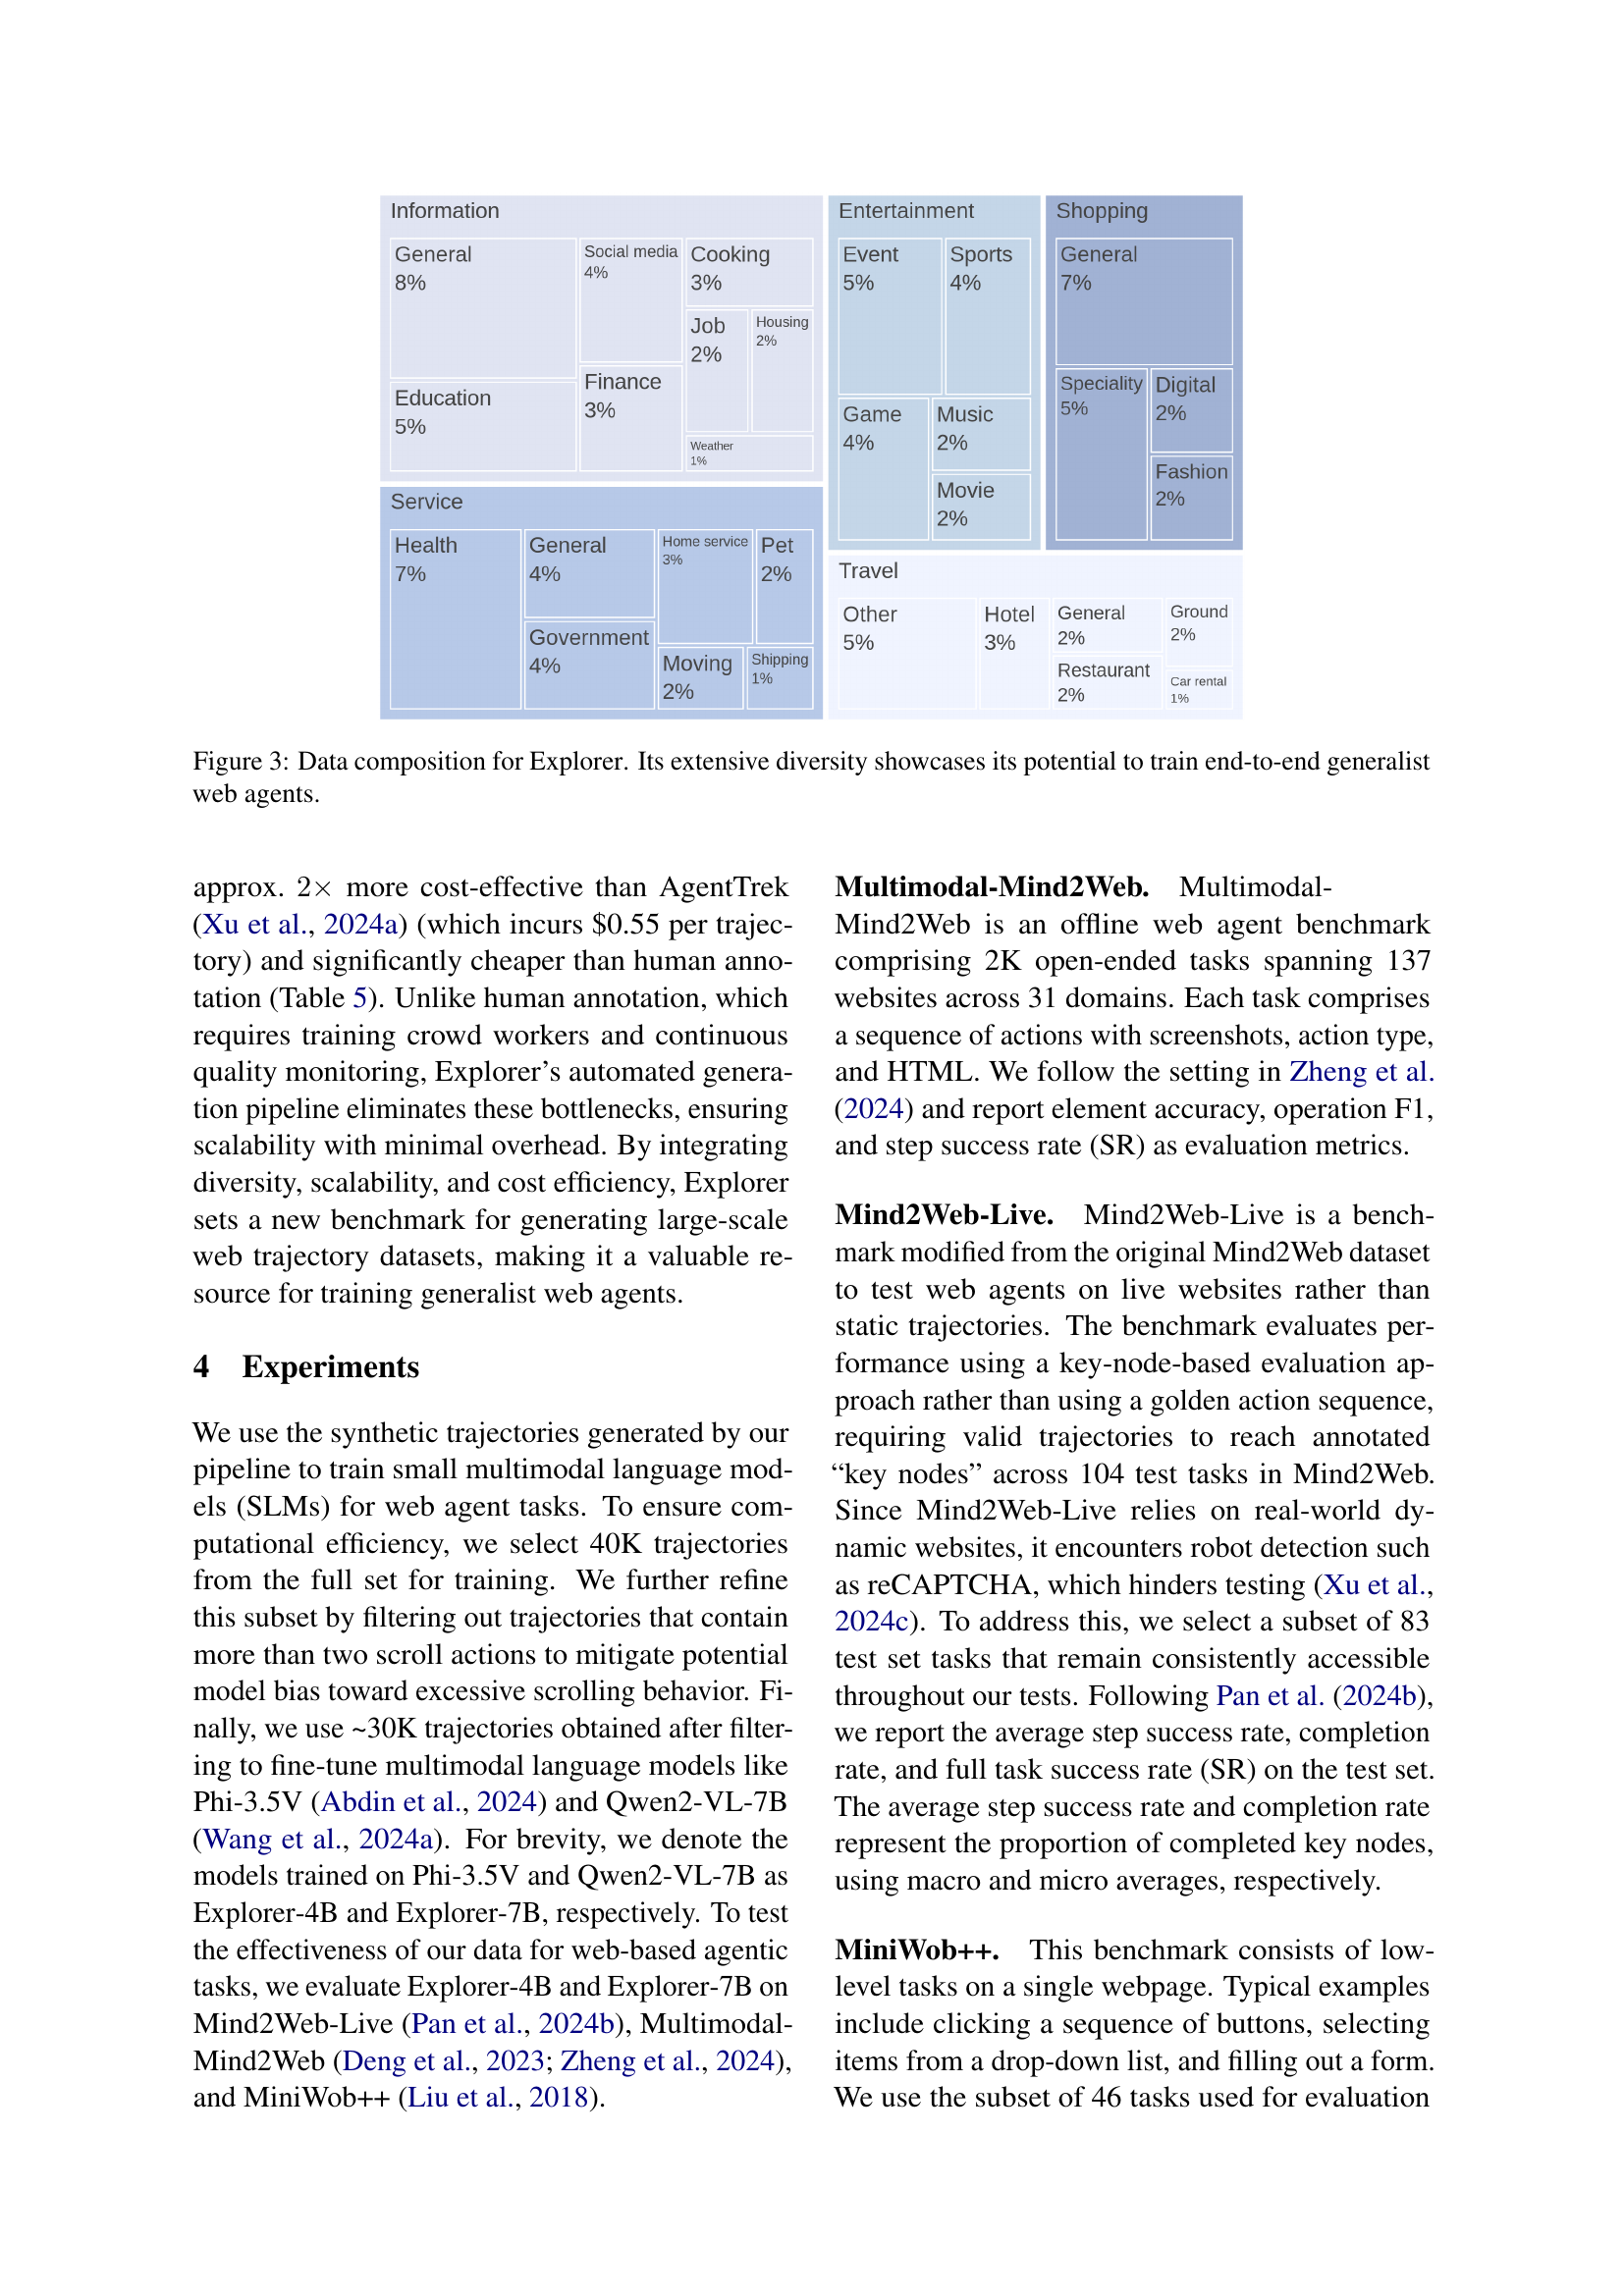 Information
General
8%
Social media
4%
Cooking
3%
Job
2%
Housing
2%
Education
5%
Finance
3%
Weather
1%
Service
Health
7%
General
4%
Home service
3%
Pet
2%
Government
4%
Moving
2%
Shipping
1%
Entertainment
Event
5%
Sports
4%
Game
4%
Music
2%
Movie
2%
Shopping
General
7%
Speciality
5%
Digital
2%
Fashion
2%
Travel
Other
5%
Hotel
3%
General
2%
Ground
2%
Restaurant
2%
Car rental
1%
Figure 3: Data composition for Explorer. Its extensive diversity showcases its potential to train end-to-end generalist
web agents.
approx. 2× more cost-effective than AgentTrek
(Xu et al., 2024a) (which incurs $0.55 per trajec-
tory) and significantly cheaper than human anno-
tation (Table 5). Unlike human annotation, which
requires training crowd workers and continuous
quality monitoring, Explorer's automated genera-
tion pipeline eliminates these bottlenecks, ensuring
scalability with minimal overhead. By integrating
diversity, scalability, and cost efficiency, Explorer
sets a new benchmark for generating large-scale
web trajectory datasets, making it a valuable re-
source for training generalist web agents.
4 Experiments
We use the synthetic trajectories generated by our
pipeline to train small multimodal language mod-
els (SLMs) for web agent tasks. To ensure com-
putational efficiency, we select 40K trajectories
from the full set for training. We further refine
this subset by filtering out trajectories that contain
more than two scroll actions to mitigate potential
model bias toward excessive scrolling behavior. Fi-
nally, we use ~30K trajectories obtained after filter-
ing to fine-tune multimodal language models like
Phi-3.5V (Abdin et al., 2024) and Qwen2-VL-7B
(Wang et al., 2024a). For brevity, we denote the
models trained on Phi-3.5V and Qwen2-VL-7B as
Explorer-4B and Explorer-7B, respectively. To test
the effectiveness of our data for web-based agentic
tasks, we evaluate Explorer-4B and Explorer-7B on
Mind2Web-Live (Pan et al., 2024b), Multimodal-
Mind2Web (Deng et al., 2023; Zheng et al., 2024),
and MiniWob++ (Liu et al., 2018).
Multimodal-Mind2Web. Multimodal-
Mind2Web is an offline web agent benchmark
comprising 2K open-ended tasks spanning 137
websites across 31 domains. Each task comprises
a sequence of actions with screenshots, action type,
and HTML. We follow the setting in Zheng et al.
(2024) and report element accuracy, operation F1,
and step success rate (SR) as evaluation metrics.
Mind2Web-Live. Mind2Web-Live is a bench-
mark modified from the original Mind2Web dataset
to test web agents on live websites rather than
static trajectories. The benchmark evaluates per-
formance using a key-node-based evaluation ap-
proach rather than using a golden action sequence,
requiring valid trajectories to reach annotated
“key nodes” across 104 test tasks in Mind2Web.
Since Mind2Web-Live relies on real-world dy-
namic websites, it encounters robot detection such
as reCAPTCHA, which hinders testing (Xu et al.,
2024c). To address this, we select a subset of 83
test set tasks that remain consistently accessible
throughout our tests. Following Pan et al. (2024b),
we report the average step success rate, completion
rate, and full task success rate (SR) on the test set.
The average step success rate and completion rate
represent the proportion of completed key nodes,
using macro and micro averages, respectively.
MiniWob++. This benchmark consists of low-
level tasks on a single webpage. Typical examples
include clicking a sequence of buttons, selecting
items from a drop-down list, and filling out a form.
We use the subset of 46 tasks used for evaluation